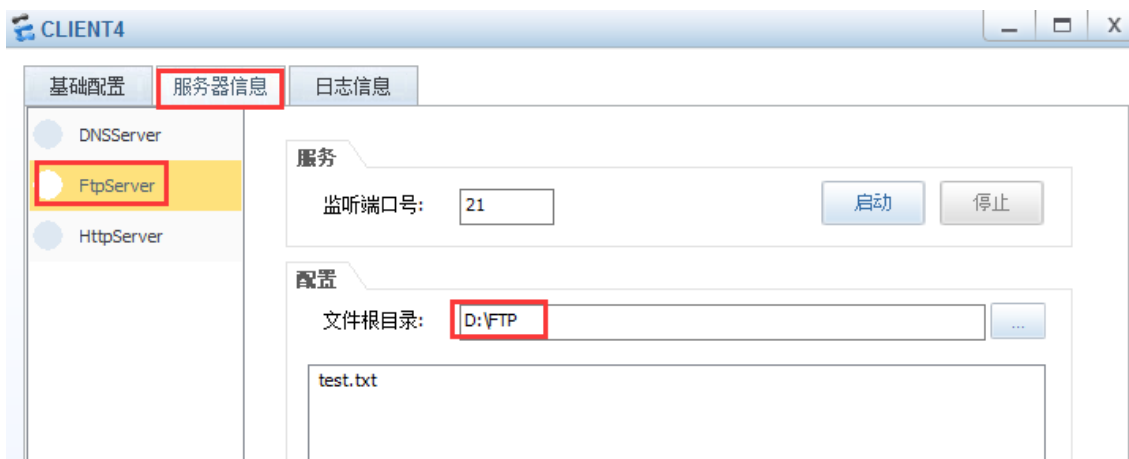 CLIENT4
基础配置 服务器信息 日志信息
DNSServer
FtpServer
HttpServer
服务
监听端口号: 21 启动 停止
配置
文件根目录: D:\FTP ...
test.txt